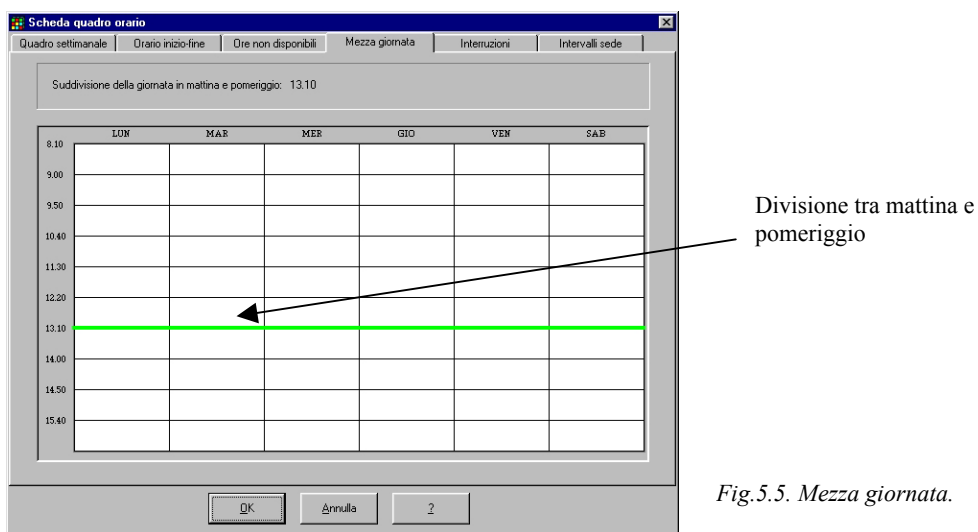 Scheda quadro orario
Quadro settimanale Orario inizio-fine Ore non disponibili Mezza giornata Interruzioni Intervalli sede
Suddivisione della giornata in mattina e pomeriggio: 13.10
LUN MAR MER GIO VEN SAB
8.10
9.00
9.50
10.40
11.30
12.20
13.10
14.00
14.50
15.40
Divisione tra mattina e
pomeriggio
OK Annulla ?
Fig.5.5. Mezza giornata.